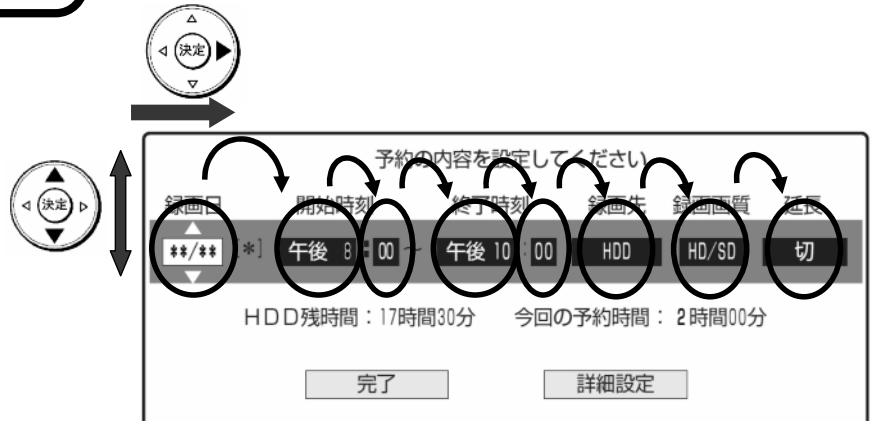 決定
予約の内容を設定してください
決定
録画日 開始時刻 終了時刻 録画先 録画画質 延長
**/** [*] 午後 8:00 ～ 午後 10:00 HDD HD/SD 切
HDD残時間：17時間30分 今回の予約時間： 2時間00分
完了 詳細設定